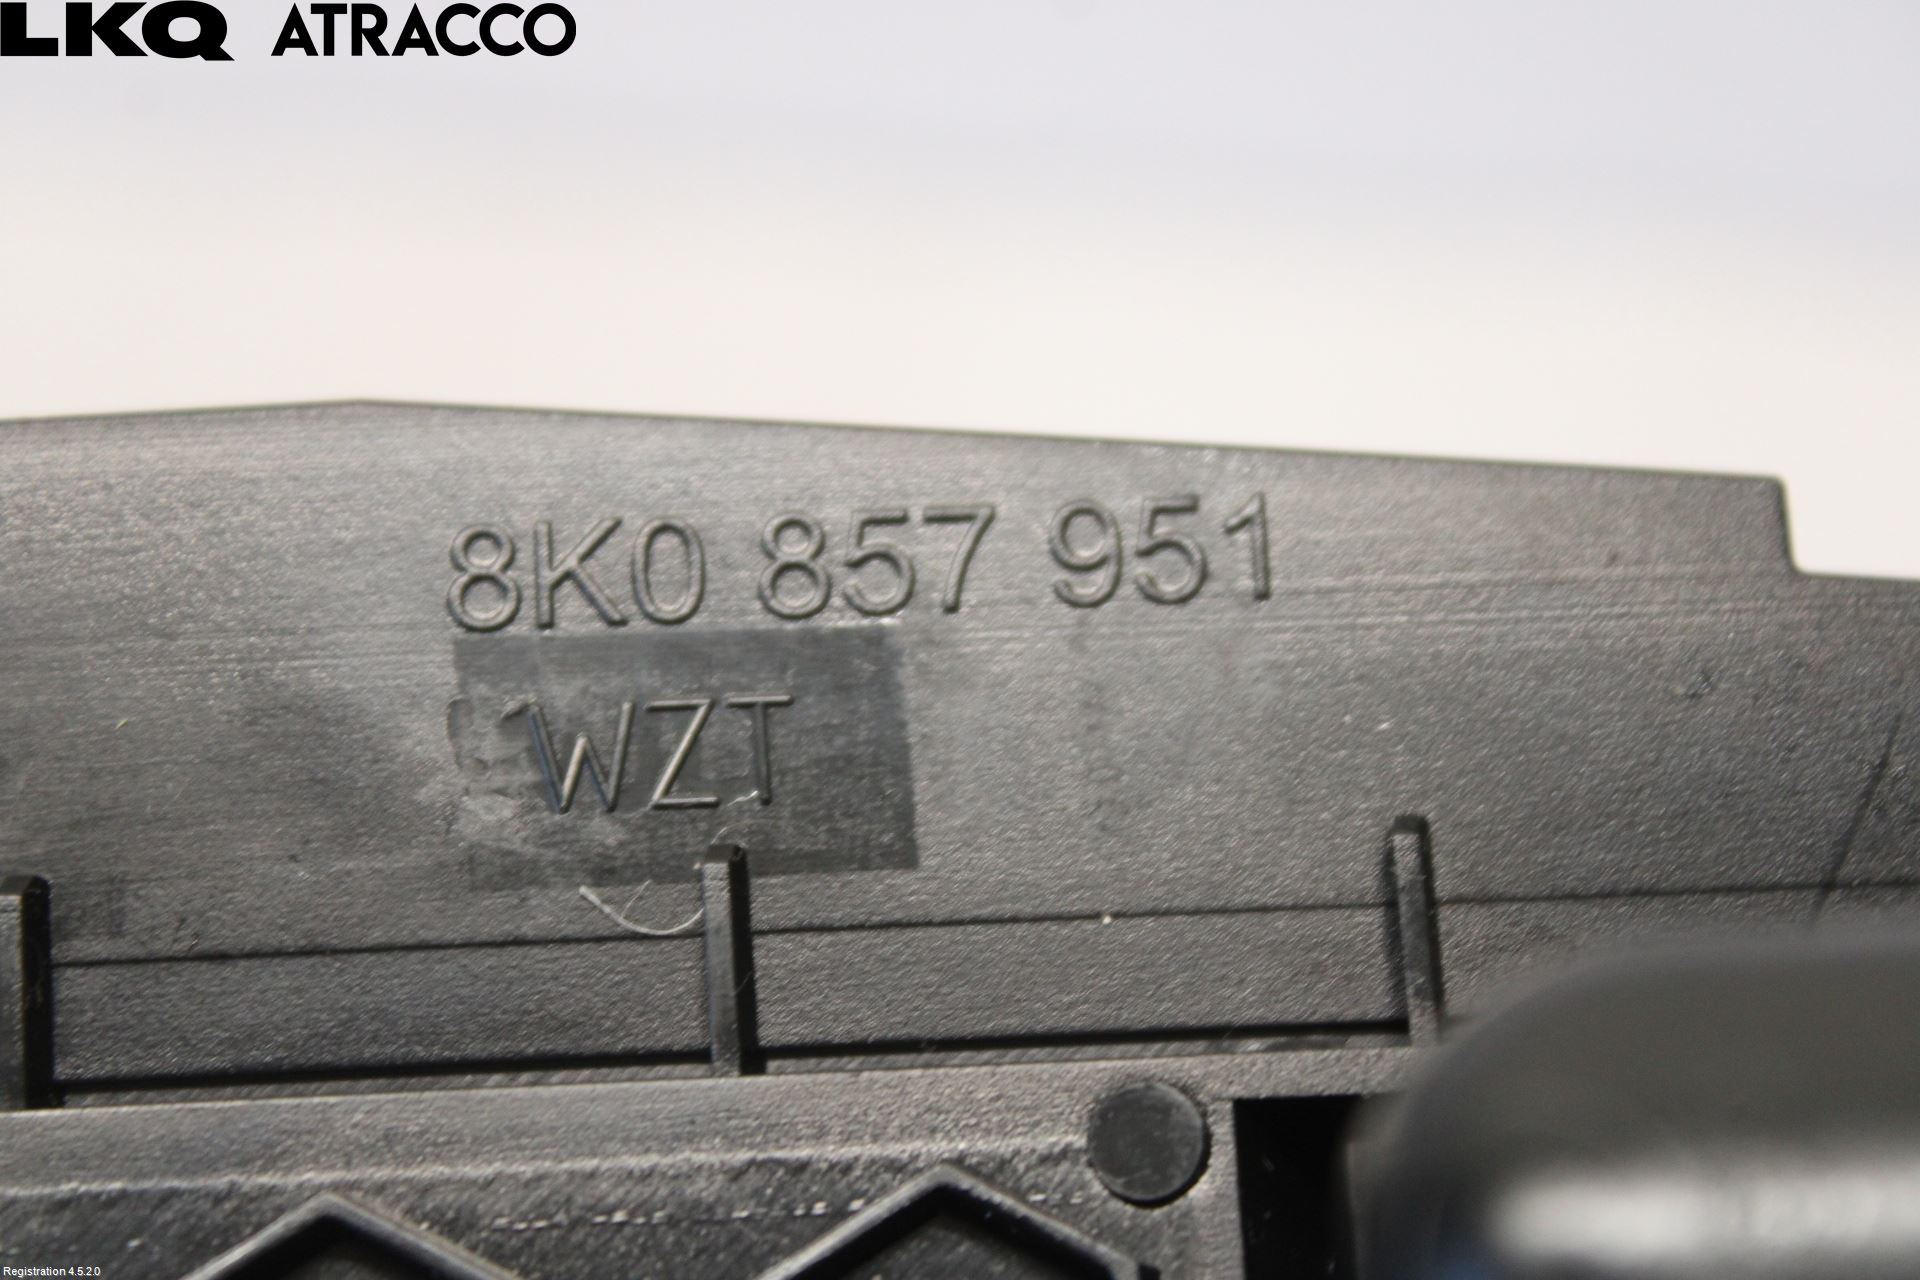 LKQ ATRACCO
8K0 857 951
WZT
Registration 4.5.2.0